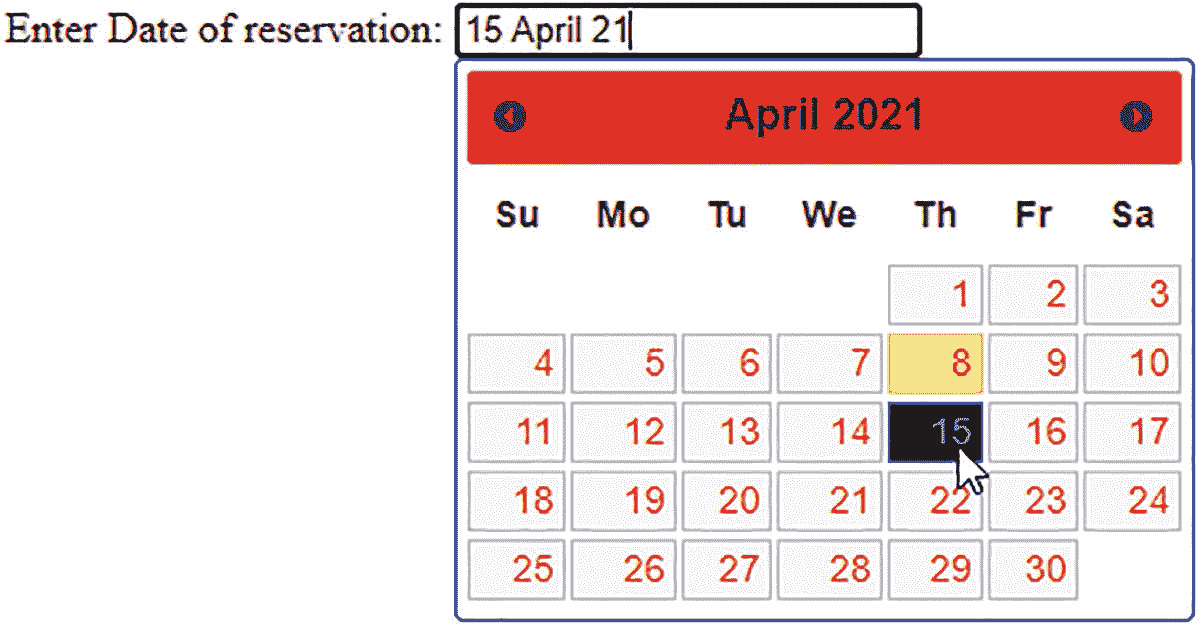 Enter Date of reservation: 15 April 21
April 2021
Su Mo Tu We Th Fr Sa
1 2 3
4 5 6 7 8 9 10
11 12 13 14 15 16 17
18 19 20 21 22 23 24
25 26 27 28 29 30